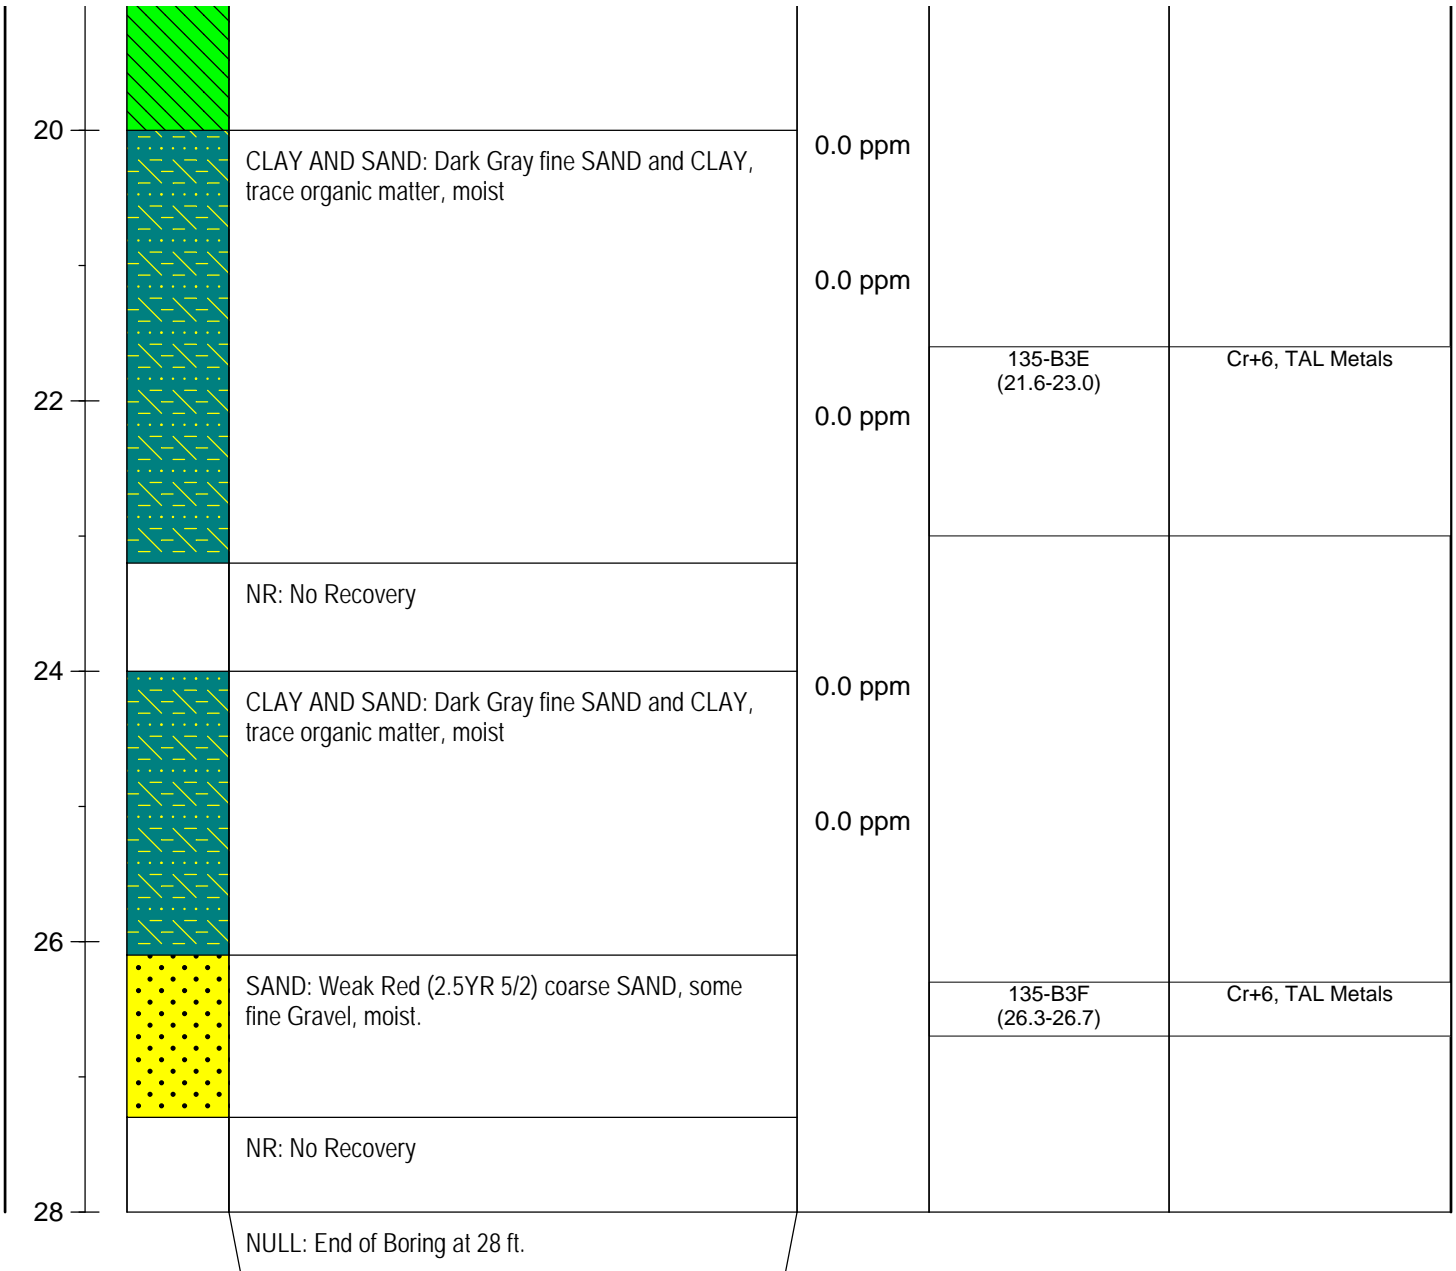 20
CLAY AND SAND: Dark Gray fine SAND and CLAY,
trace organic matter, moist
0.0 ppm
0.0 ppm
135-B3E
(21.6-23.0)
Cr+6, TAL Metals
22
0.0 ppm
NR: No Recovery
24
CLAY AND SAND: Dark Gray fine SAND and CLAY,
trace organic matter, moist
0.0 ppm
0.0 ppm
26
SAND: Weak Red (2.5YR 5/2) coarse SAND, some
fine Gravel, moist.
135-B3F
(26.3-26.7)
Cr+6, TAL Metals
NR: No Recovery
28
NULL: End of Boring at 28 ft.